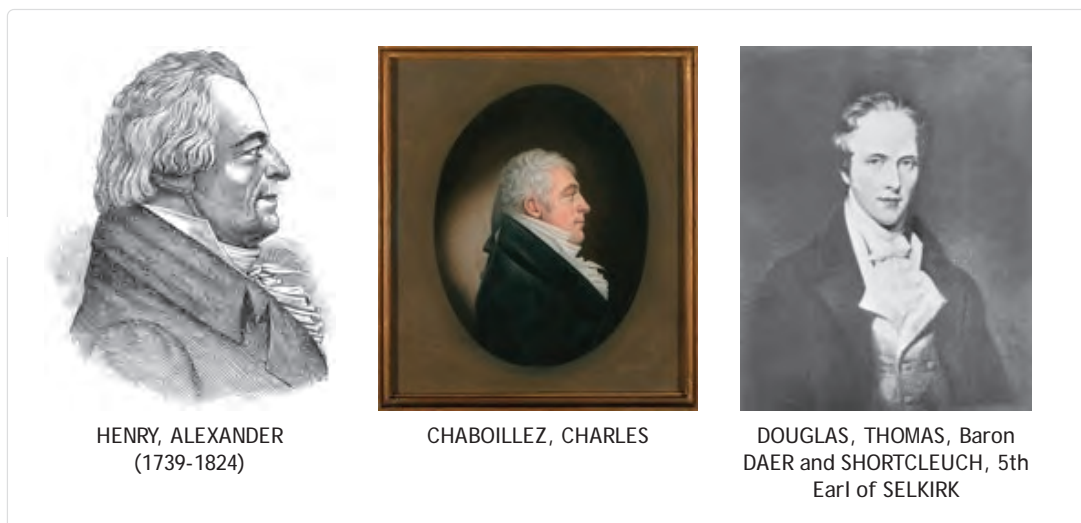 HENRY, ALEXANDER
(1739-1824)
CHABOILLEZ, CHARLES
DOUGLAS, THOMAS, Baron
DAER and SHORTCLEUCH, 5th
Earl of SELKIRK